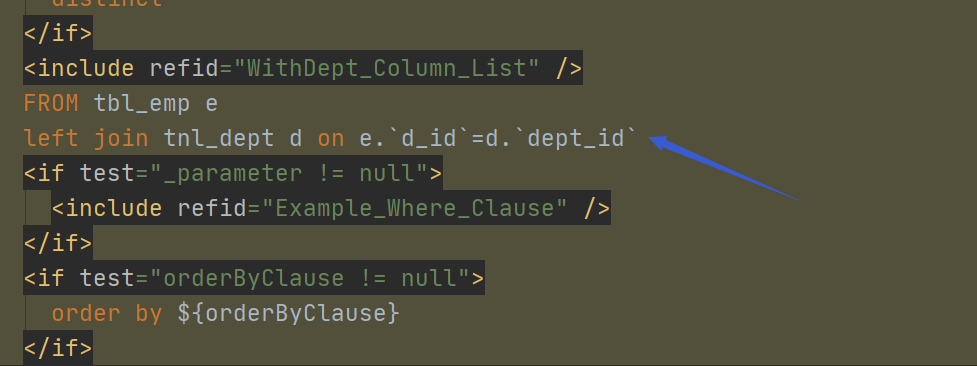 distinct
</if>
<include refid="WithDept_Column_List" />
FROM tbl_emp e
left join tnl_dept d on e.`d_id`=d.`dept_id`
<if test="_parameter != null">
<include refid="Example_Where_Clause" />
</if>
<if test="orderByClause != null">
order by ${orderByClause}
</if>